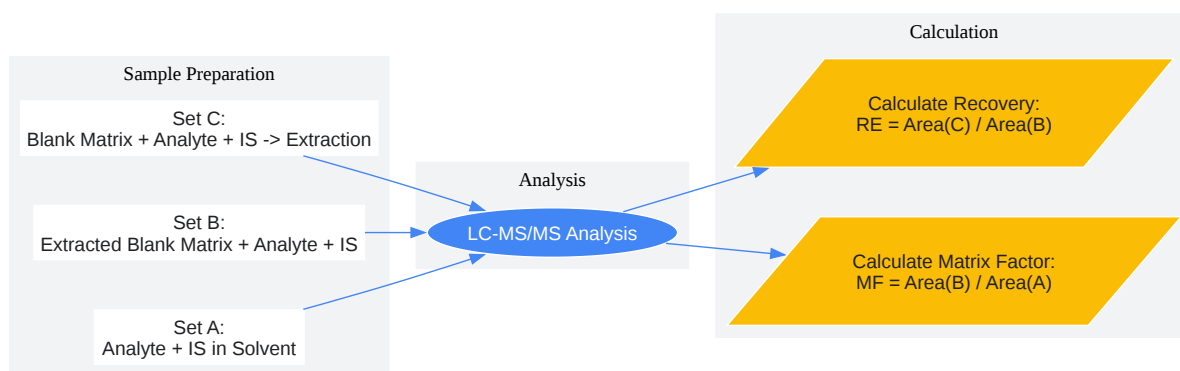 Sample Preparation
Set C:
Blank Matrix + Analyte + IS -> Extraction
Set B:
Extracted Blank Matrix + Analyte + IS
Set A:
Analyte + IS in Solvent
Analysis
LC-MS/MS Analysis
Calculation
Calculate Recovery:
RE = Area(C) / Area(B)
Calculate Matrix Factor:
MF = Area(B) / Area(A)